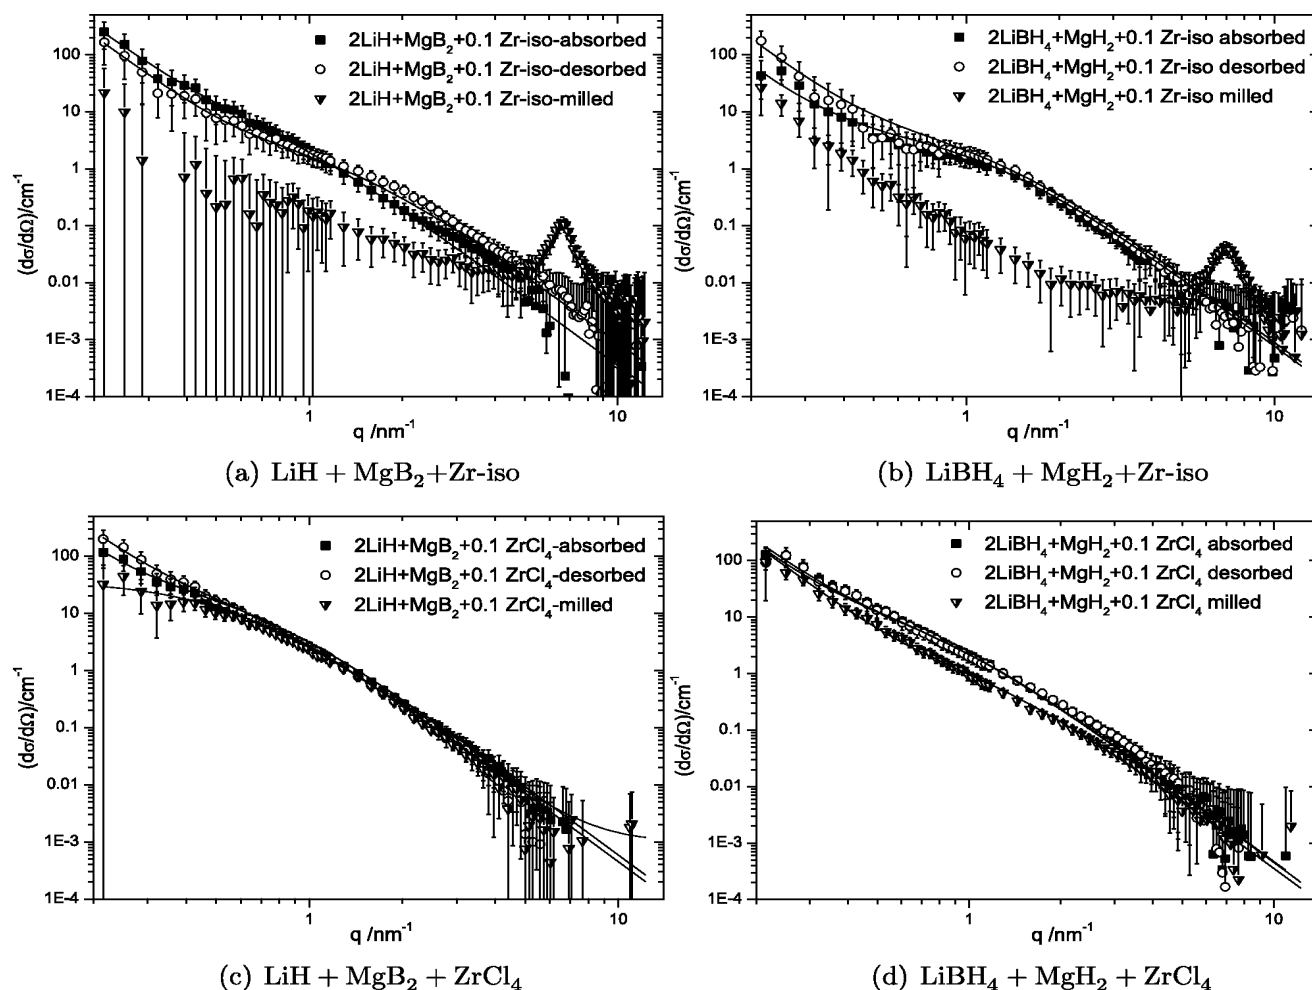 100
10
1
0.1
0.01
1E-3
1E-4
(dσ/dΩ)/cm⁻¹
2LiH+MgB₂+0.1 Zr-iso-absorbed
2LiH+MgB₂+0.1 Zr-iso-desorbed
2LiH+MgB₂+0.1 Zr-iso-milled
1
10
q /nm⁻¹
(a) LiH + MgB₂+Zr-iso
100
10
1
0.1
0.01
1E-3
1E-4
(dσ/dΩ)/cm⁻¹
2LiBH₄+MgH₂+0.1 Zr-iso absorbed
2LiBH₄+MgH₂+0.1 Zr-iso desorbed
2LiBH₄+MgH₂+0.1 Zr-iso milled
1
10
q /nm⁻¹
(b) LiBH₄ + MgH₂+Zr-iso
100
10
1
0.1
0.01
1E-3
1E-4
(dσ/dΩ)/cm⁻¹
2LiH+MgB₂+0.1 ZrCl₄-absorbed
2LiH+MgB₂+0.1 ZrCl₄-desorbed
2LiH+MgB₂+0.1 ZrCl₄-milled
1
10
q /nm⁻¹
(c) LiH + MgB₂ + ZrCl₄
100
10
1
0.1
0.01
1E-3
1E-4
(dσ/dΩ)/cm⁻¹
2LiBH₄+MgH₂+0.1 ZrCl₄ absorbed
2LiBH₄+MgH₂+0.1 ZrCl₄ desorbed
2LiBH₄+MgH₂+0.1 ZrCl₄ milled
1
10
q /nm⁻¹
(d) LiBH₄ + MgH₂ + ZrCl₄